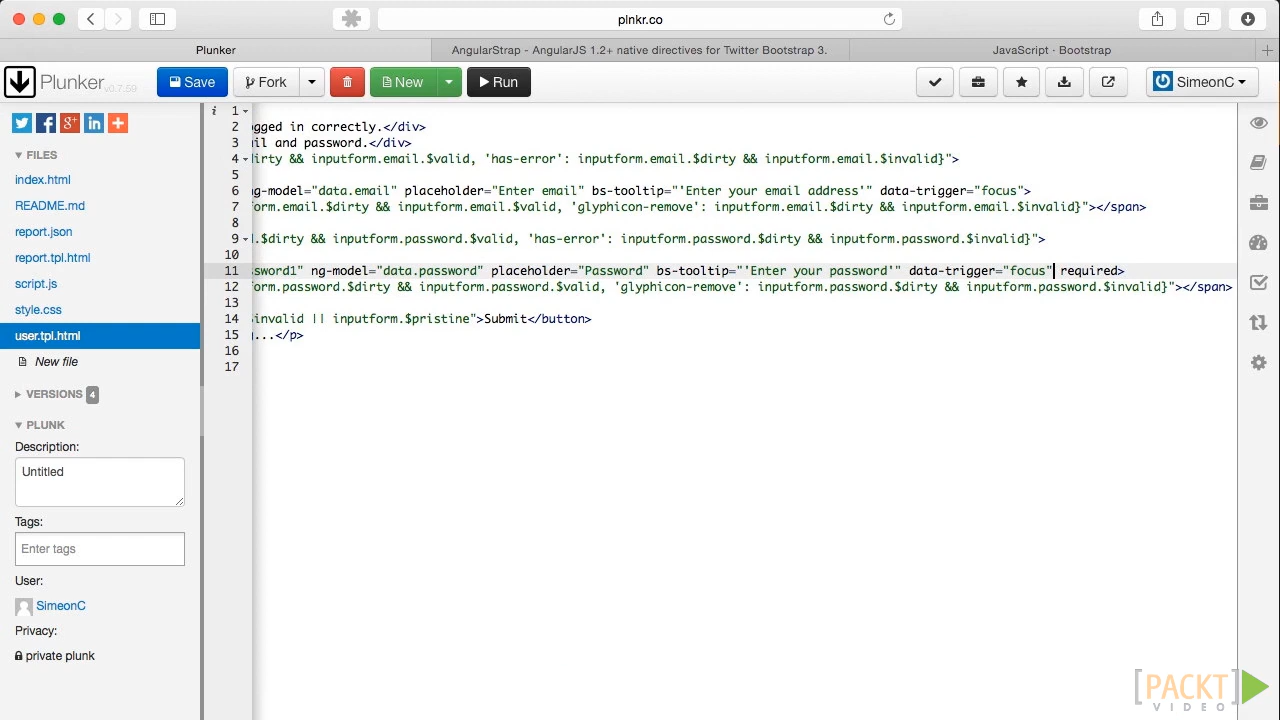 plnkr.co
Plunker
AngularStrap - AngularJS 1.2+ native directives for Twitter Bootstrap 3.
JavaScript · Bootstrap
Plunker v0.7.59
Save
Fork
New
Run
SimeonC
FILES
index.html
README.md
report.json
report.tpl.html
script.js
style.css
user.tpl.html
New file
VERSIONS 4
PLUNK
Description:
Untitled
Tags:
Enter tags
User:
SimeonC
Privacy:
private plunk
i 1
2 ogged in correctly.</div>
3 il and password.</div>
4 dirty && inputform.email.$valid, 'has-error': inputform.email.$dirty && inputform.email.$invalid}">
5
6 ng-model="data.email" placeholder="Enter email" bs-tooltip="'Enter your email address'" data-trigger="focus">
7 form.email.$dirty && inputform.email.$valid, 'glyphicon-remove': inputform.email.$dirty && inputform.email.$invalid}"></span>
8
9 d.$dirty && inputform.password.$valid, 'has-error': inputform.password.$dirty && inputform.password.$invalid}">
10
11 ssword1" ng-model="data.password" placeholder="Password" bs-tooltip="'Enter your password'" data-trigger="focus" required>
12 form.password.$dirty && inputform.password.$valid, 'glyphicon-remove': inputform.password.$dirty && inputform.password.$invalid}"></span>
13
14 $invalid || inputform.$pristine">Submit</button>
15 g...</p>
16
17
[PACKT]
VIDEO